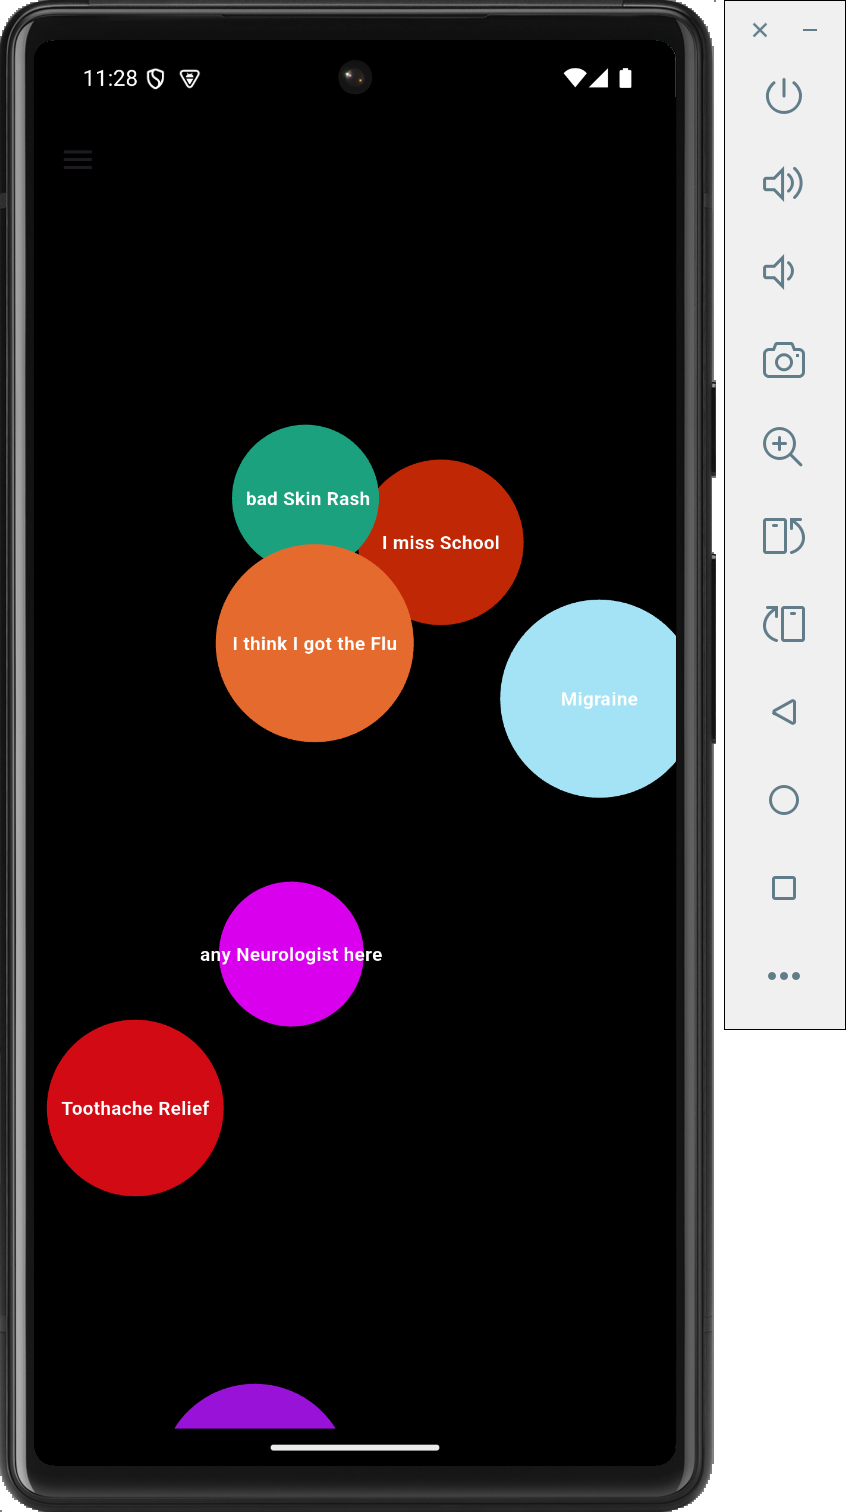 11:28
bad Skin Rash
I miss School
I think I got the Flu
Migraine
any Neurologist here
Toothache Relief